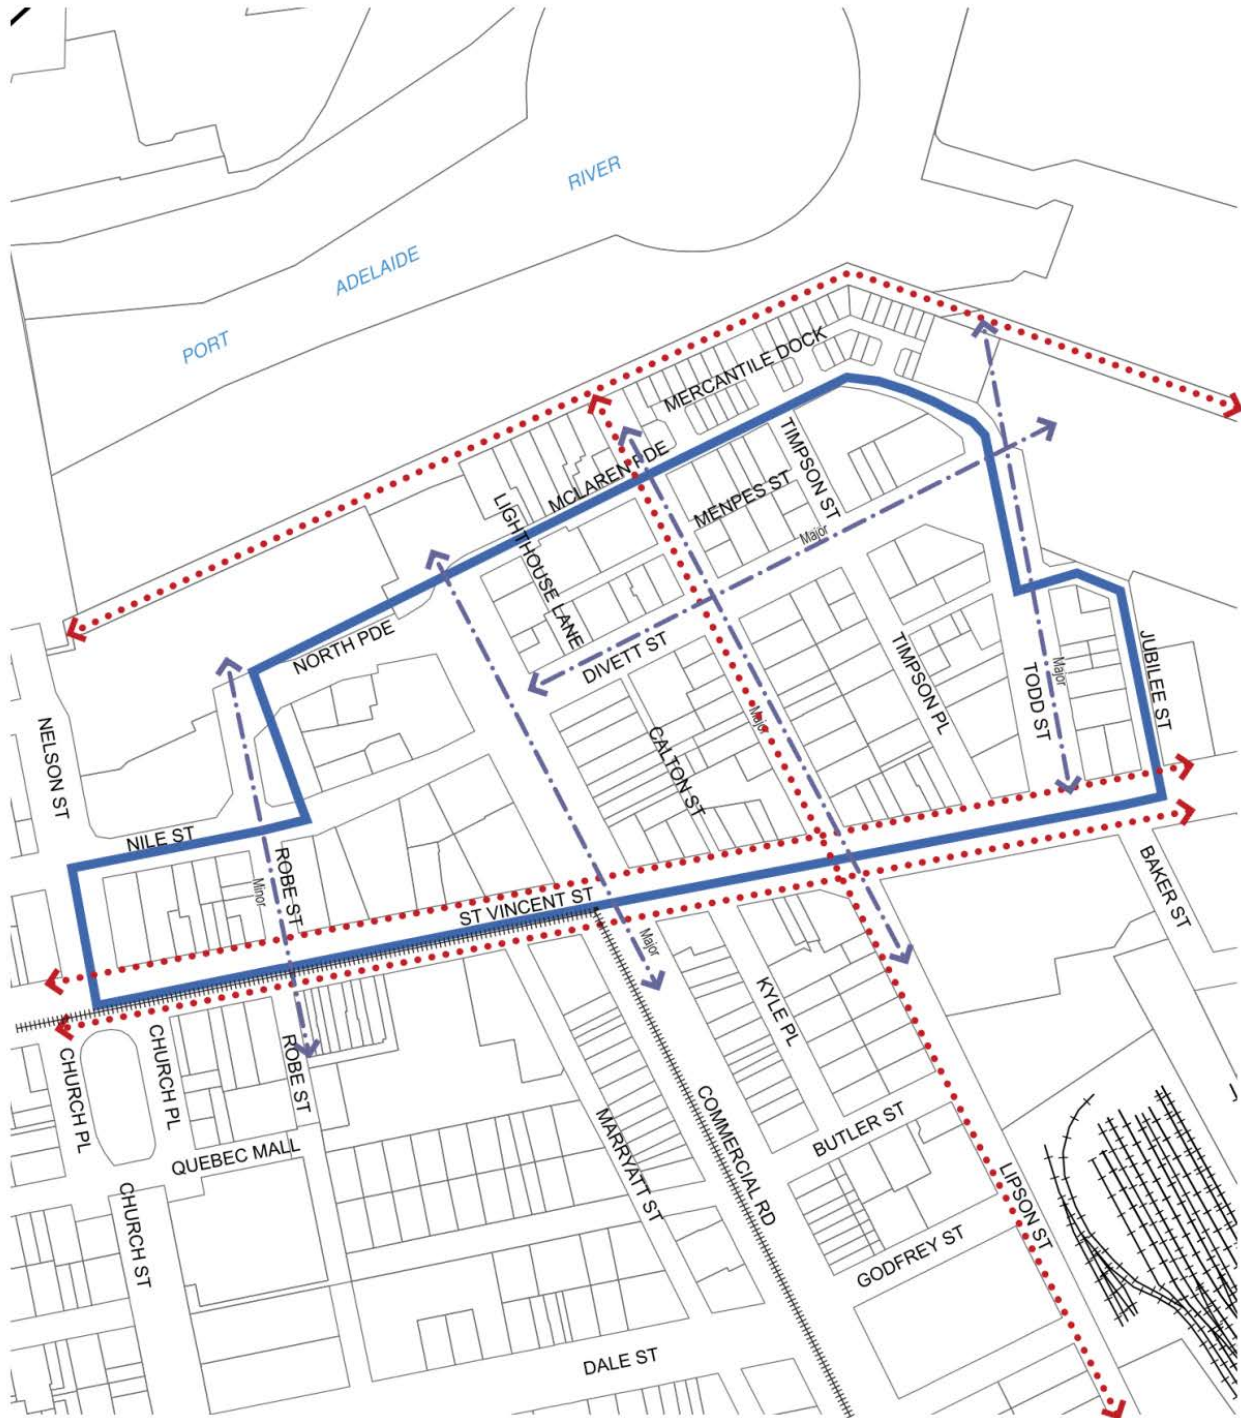 RIVER
ADELAIDE
PORT
MERCANTILE DOCK
MCLAREN PDE
TIMPSON ST
MENPES ST
LIGHTHOUSE LANE
Major
NORTH PDE
DIVETT ST
TIMPSON PL
JUBILEE ST
TODD ST
Major
NELSON ST
CALTON ST
Major
NILE ST
ROBE ST
Minor
ST VINCENT ST
BAKER ST
Major
KYLE PL
CHURCH PL
CHURCH PL
ROBE ST
QUEBEC MALL
MARRYATT ST
COMMERCIAL RD
BUTLER ST
LIPSON ST
CHURCH ST
GODFREY ST
DALE ST